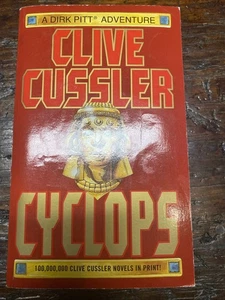 A DIRK PITT® ADVENTURE
CLIVE
CUSSLER
CYCLOPS
100,000,000 CLIVE CUSSLER NOVELS IN PRINT!